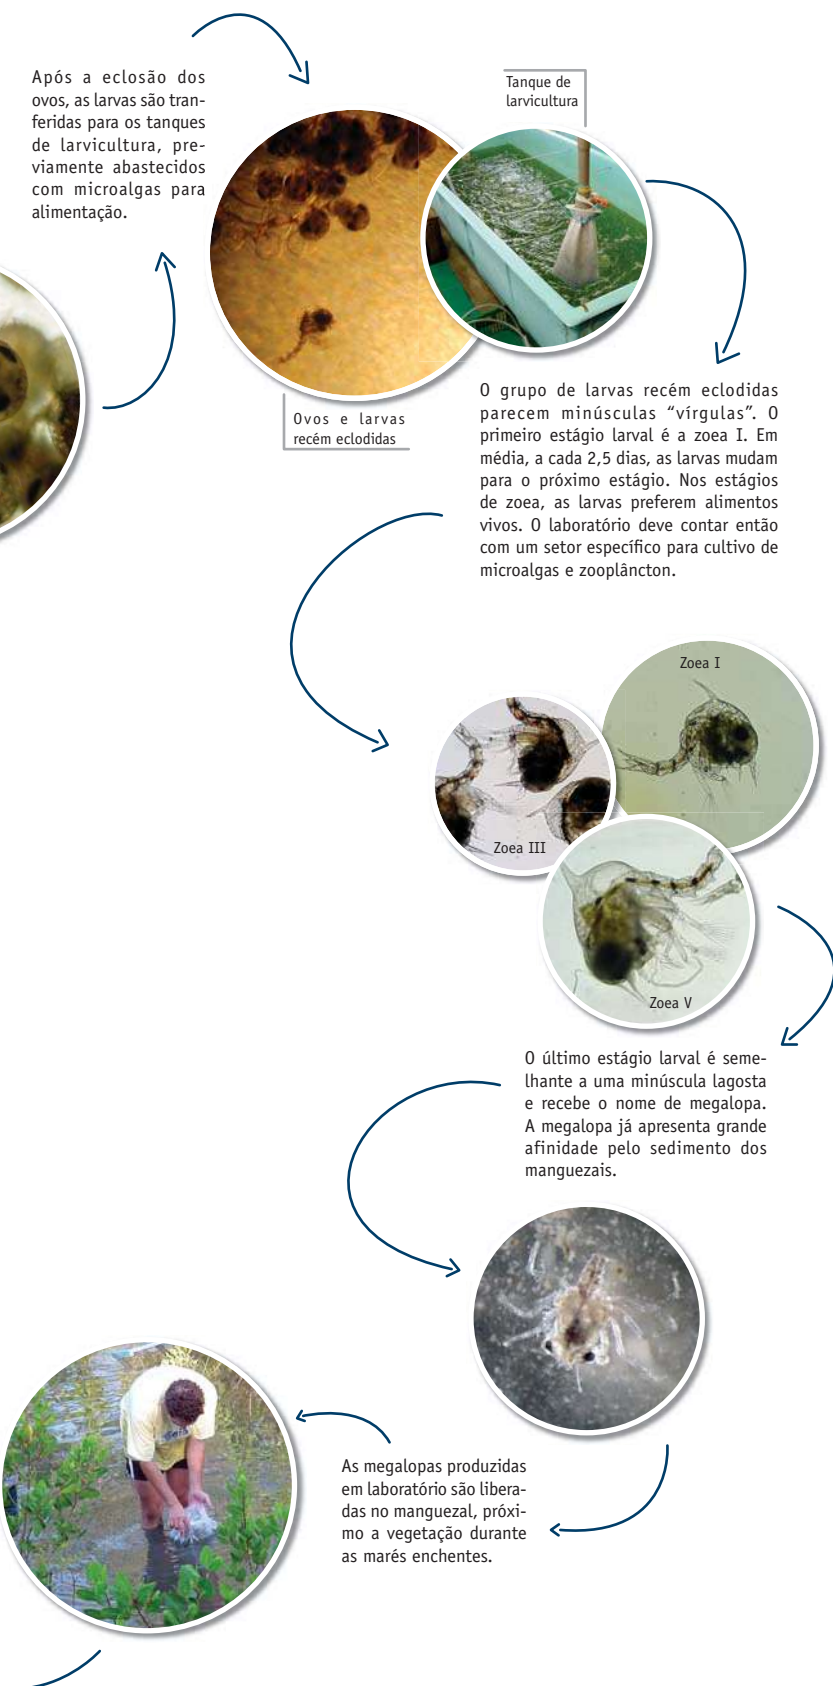 Após a eclosão dos
ovos, as larvas são tran-
feridas para os tanques
de larvicultura, pre-
viamente abastecidos
com microalgas para
alimentação.
Tanque de
larvicultura
Ovos e larvas
recém eclodidas
O grupo de larvas recém eclodidas
parecem minúsculas “vírgulas”. O
primeiro estágio larval é a zoea I. Em
média, a cada 2,5 dias, as larvas mudam
para o próximo estágio. Nos estágios
de zoea, as larvas preferem alimentos
vivos. O laboratório deve contar então
com um setor específico para cultivo de
microalgas e zooplâncton.
Zoea I
Zoea III
Zoea V
O último estágio larval é seme-
lhante a uma minúscula lagosta
e recebe o nome de megalopa.
A megalopa já apresenta grande
afinidade pelo sedimento dos
manguezais.
As megalopas produzidas
em laboratório são libera-
das no manguezal, próxi-
mo a vegetação durante
as marés enchentes.